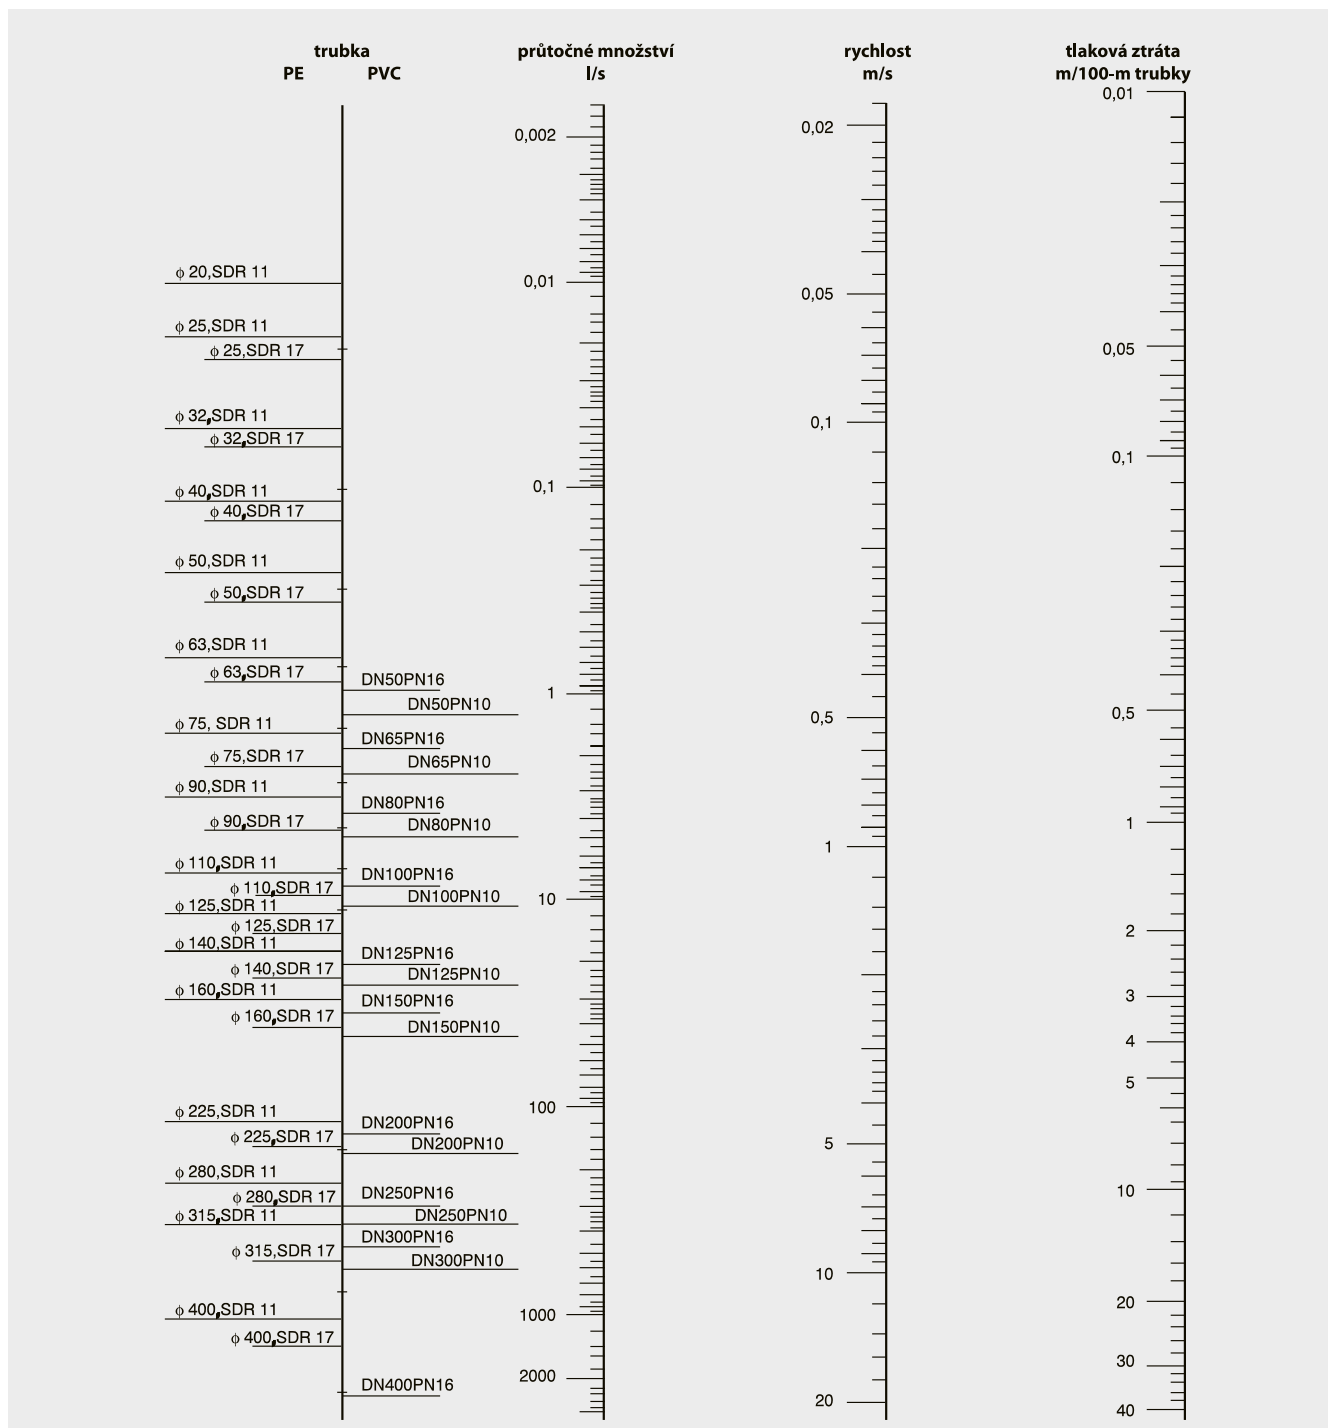 trubka
PE PVC
průtočné množství
l/s
rychlost
m/s
tlaková ztráta
m/100-m trubky
φ 20,SDR 11
φ 25,SDR 11
φ 25,SDR 17
φ 32,SDR 11
φ 32,SDR 17
φ 40,SDR 11
φ 40,SDR 17
φ 50,SDR 11
φ 50,SDR 17
φ 63,SDR 11
φ 63,SDR 17
φ 75, SDR 11
φ 75,SDR 17
φ 90,SDR 11
φ 90,SDR 17
φ 110,SDR 11
φ 110,SDR 17
φ 125,SDR 11
φ 125,SDR 17
φ 140,SDR 11
φ 140,SDR 17
φ 160,SDR 11
φ 160,SDR 17
φ 225,SDR 11
φ 225,SDR 17
φ 280,SDR 11
φ 280,SDR 17
φ 315,SDR 11
φ 315,SDR 17
φ 400,SDR 11
φ 400,SDR 17
DN50PN16
DN50PN10
DN65PN16
DN65PN10
DN80PN16
DN80PN10
DN100PN16
DN100PN10
DN125PN16
DN125PN10
DN150PN16
DN150PN10
DN200PN16
DN200PN10
DN250PN16
DN250PN10
DN300PN16
DN300PN10
DN400PN16
0,002
0,01
0,1
1
10
100
1000
2000
0,02
0,05
0,1
0,5
1
5
10
20
0,01
0,05
0,1
0,5
1
2
3
4
5
10
20
30
40